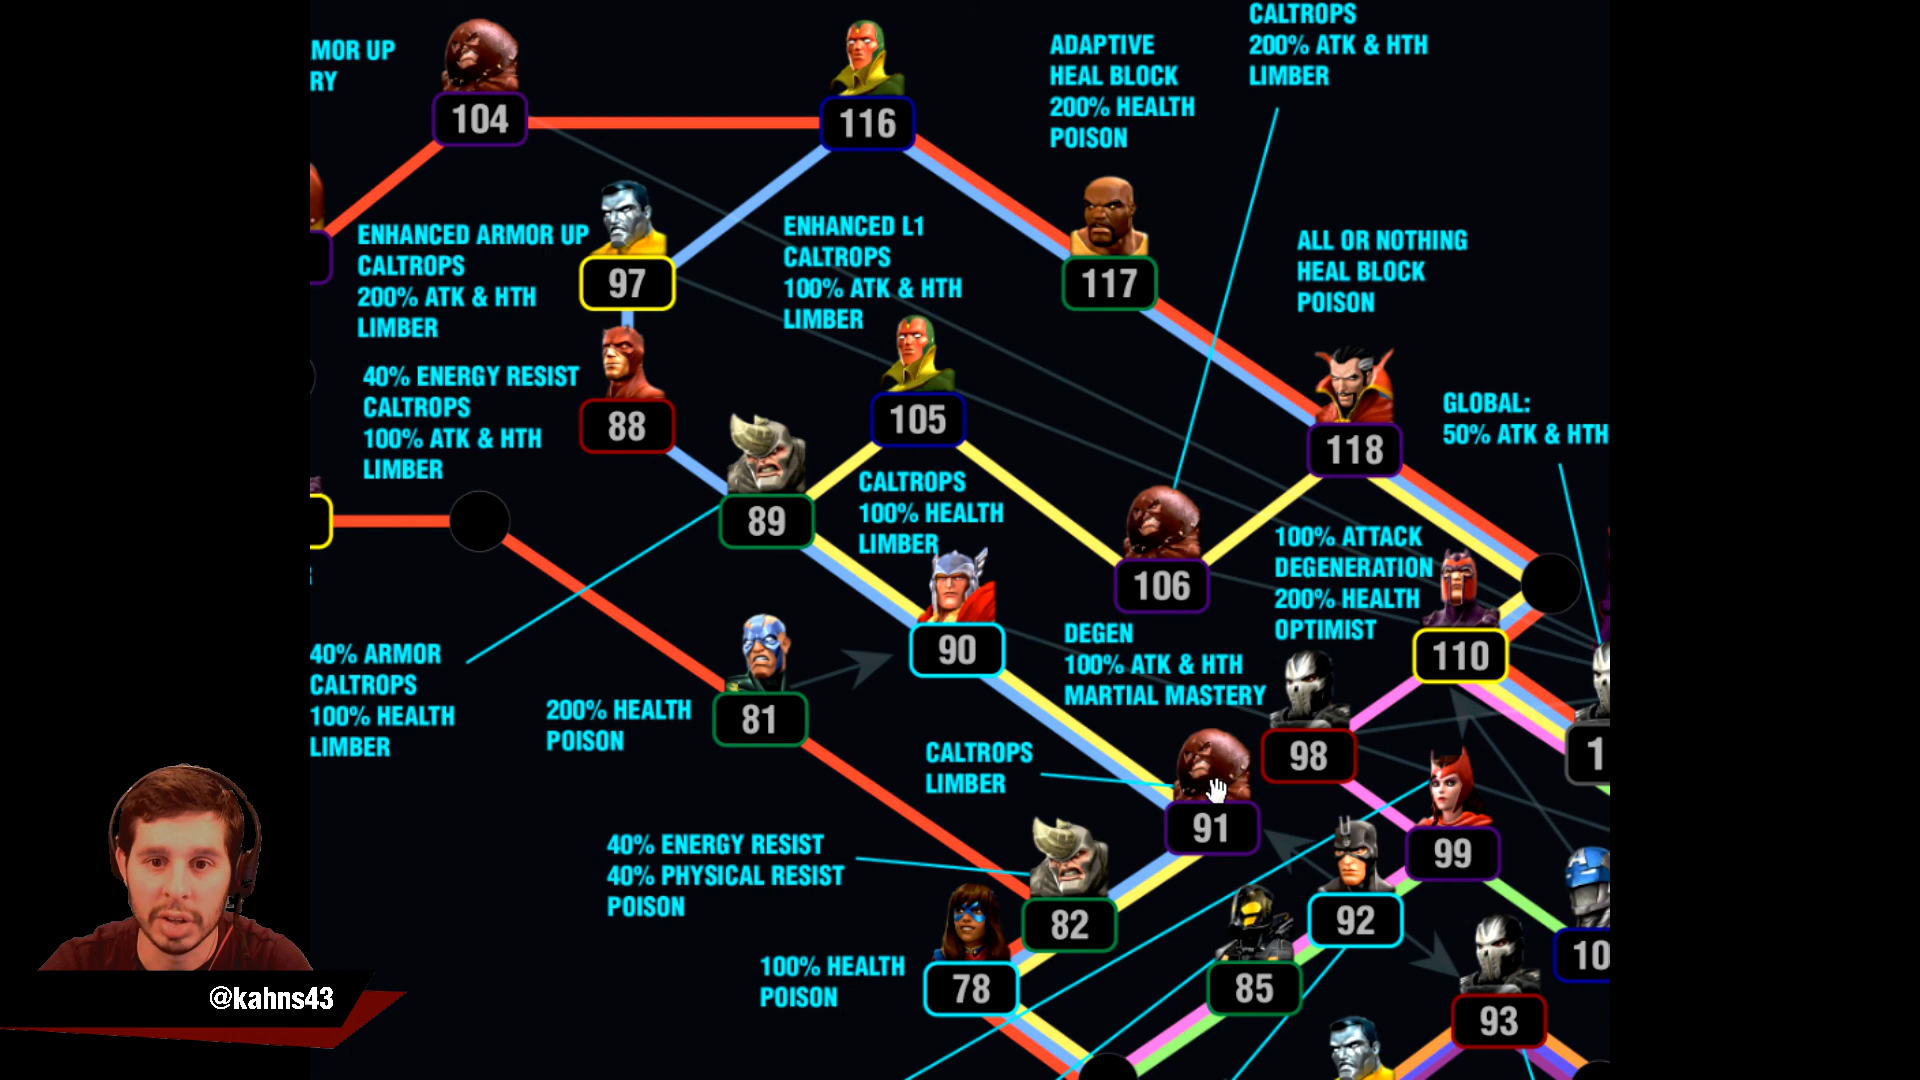 CALTROPS
200% ATK & HTH
LIMBER
MOR UP
RY
ADAPTIVE
HEAL BLOCK
200% HEALTH
POISON
104
116
ENHANCED ARMOR UP
CALTROPS
200% ATK & HTH
LIMBER
97
ENHANCED L1
CALTROPS
100% ATK & HTH
LIMBER
117
ALL OR NOTHING
HEAL BLOCK
POISON
40% ENERGY RESIST
CALTROPS
100% ATK & HTH
LIMBER
88
105
118
GLOBAL:
50% ATK & HTH
89
CALTROPS
100% HEALTH
LIMBER
106
100% ATTACK
DEGENERATION
200% HEALTH
OPTIMIST
110
90
DEGEN
100% ATK & HTH
MARTIAL MASTERY
40% ARMOR
CALTROPS
100% HEALTH
LIMBER
200% HEALTH
POISON
81
98
1
CALTROPS
LIMBER
91
99
40% ENERGY RESIST
40% PHYSICAL RESIST
POISON
82
92
10
100% HEALTH
POISON
78
85
93
@kahns43